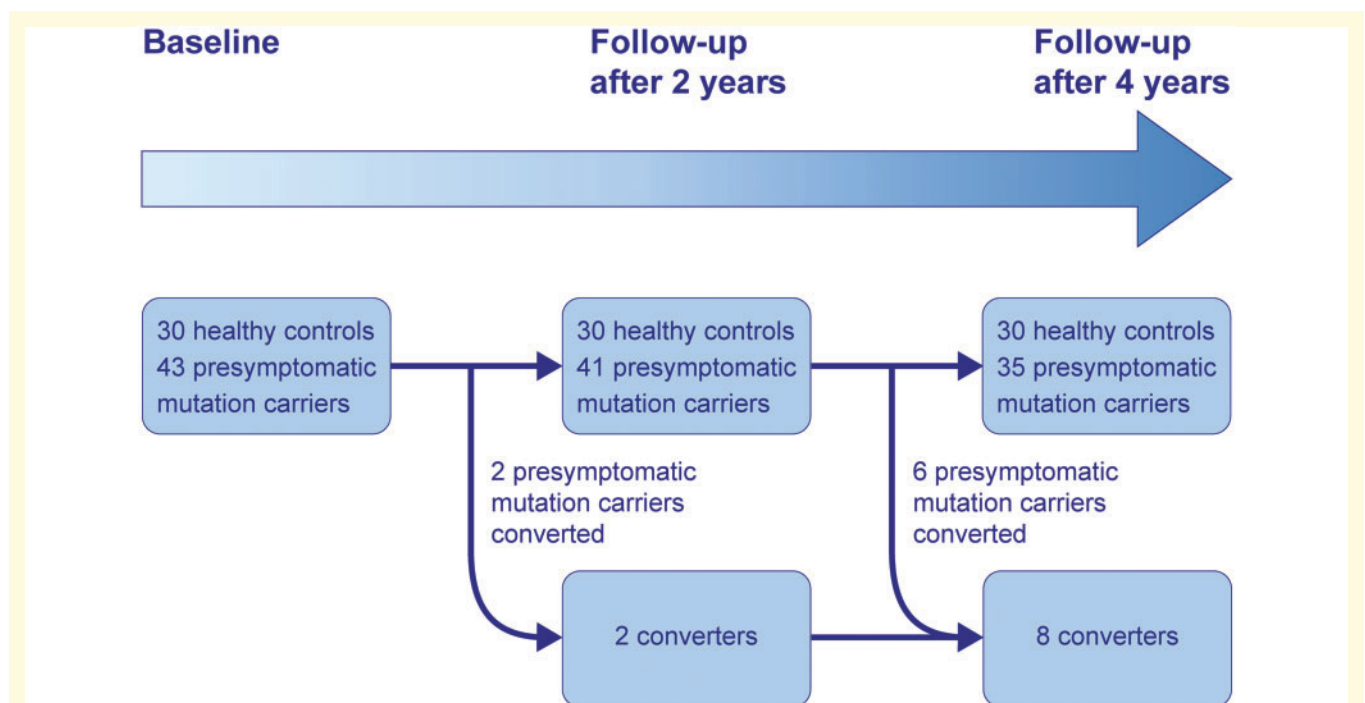 Baseline
Follow-up
after 2 years
Follow-up
after 4 years
30 healthy controls
43 presymptomatic
mutation carriers
30 healthy controls
41 presymptomatic
mutation carriers
30 healthy controls
35 presymptomatic
mutation carriers
2 presymptomatic
mutation carriers
converted
6 presymptomatic
mutation carriers
converted
2 converters
8 converters